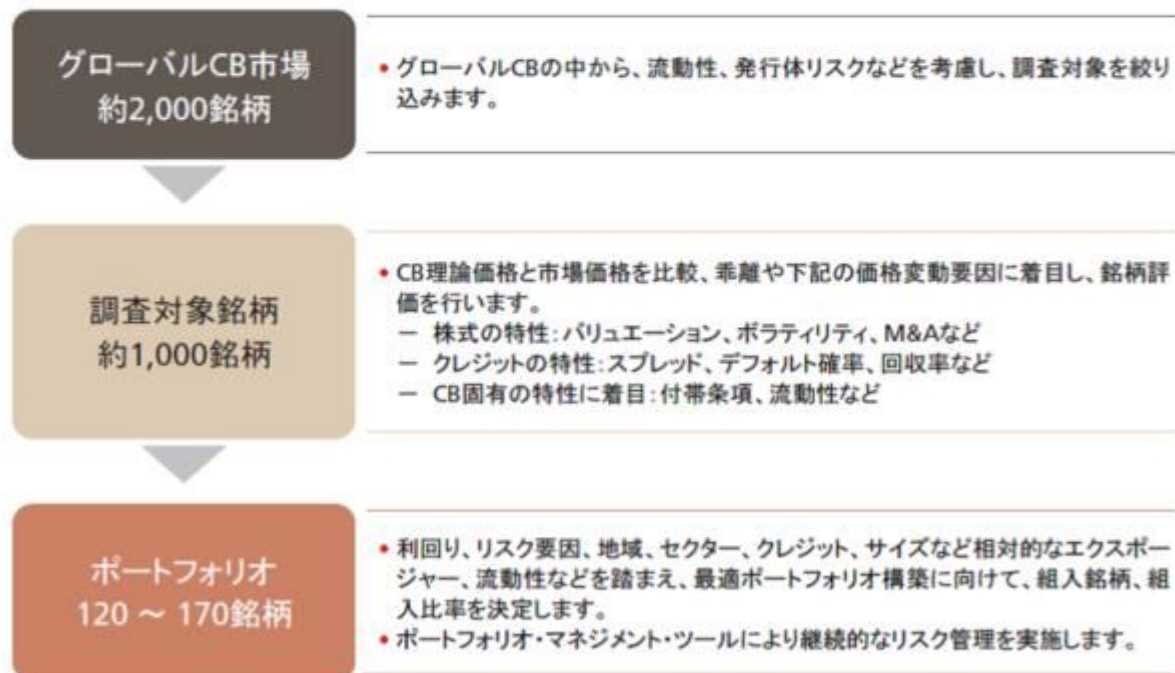 グローバルCB市場
約2,000銘柄
• グローバルCBの中から、流動性、発行体リスクなどを考慮し、調査対象を絞り
込みます。
調査対象銘柄
約1,000銘柄
• CB理論価格と市場価格を比較、乖離や下記の価格変動要因に着目し、銘柄評
価を行います。
― 株式の特性：バリュエーション、ボラティリティ、M&Aなど
― クレジットの特性：スプレッド、デフォルト確率、回収率など
― CB固有の特性に着目：付帯条項、流動性など
ポートフォリオ
120 ～ 170銘柄
• 利回り、リスク要因、地域、セクター、クレジット、サイズなど相対的なエクスポー
ジャー、流動性などを踏まえ、最適ポートフォリオ構築に向けて、組入銘柄、組
入比率を決定します。
• ポートフォリオ・マネジメント・ツールにより継続的なリスク管理を実施します。